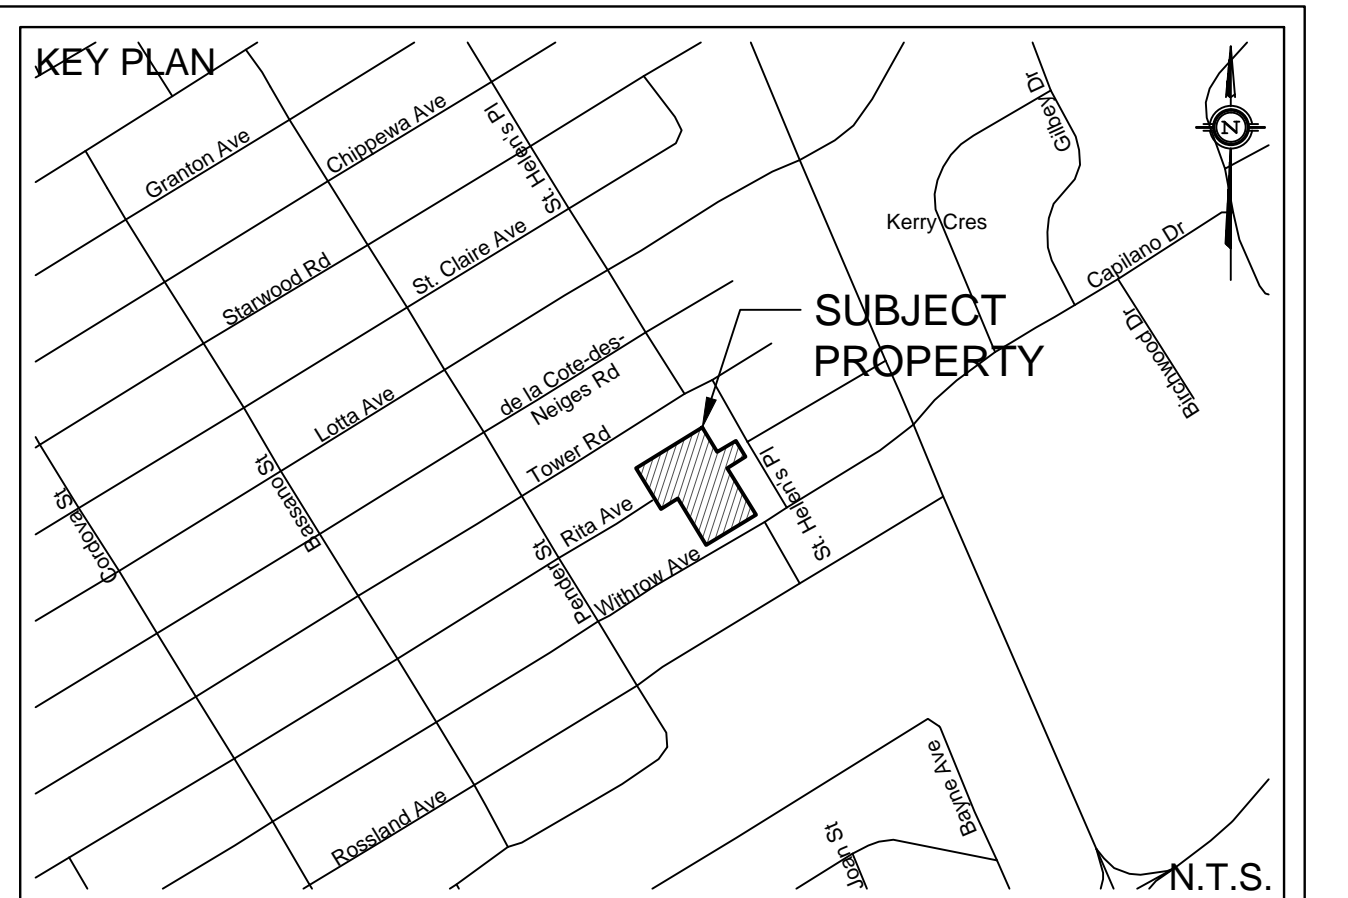 KEY PLAN
Granton Ave
Chippewa Ave
St. Helen's Pl
Gilbey Dr
N
Kerry Cres
Starwood Rd
St. Claire Ave
Capilano Dr
SUBJECT
PROPERTY
Birchwood Dr
Lotta Ave
de la Cote-des-
Neiges Rd
Tower Rd
Cordova St
Bassano St
Rita Ave
St. Helen's Pl
Pender St
Withrow Ave
Rossland Ave
Bayne Ave
Joan St
N.T.S.